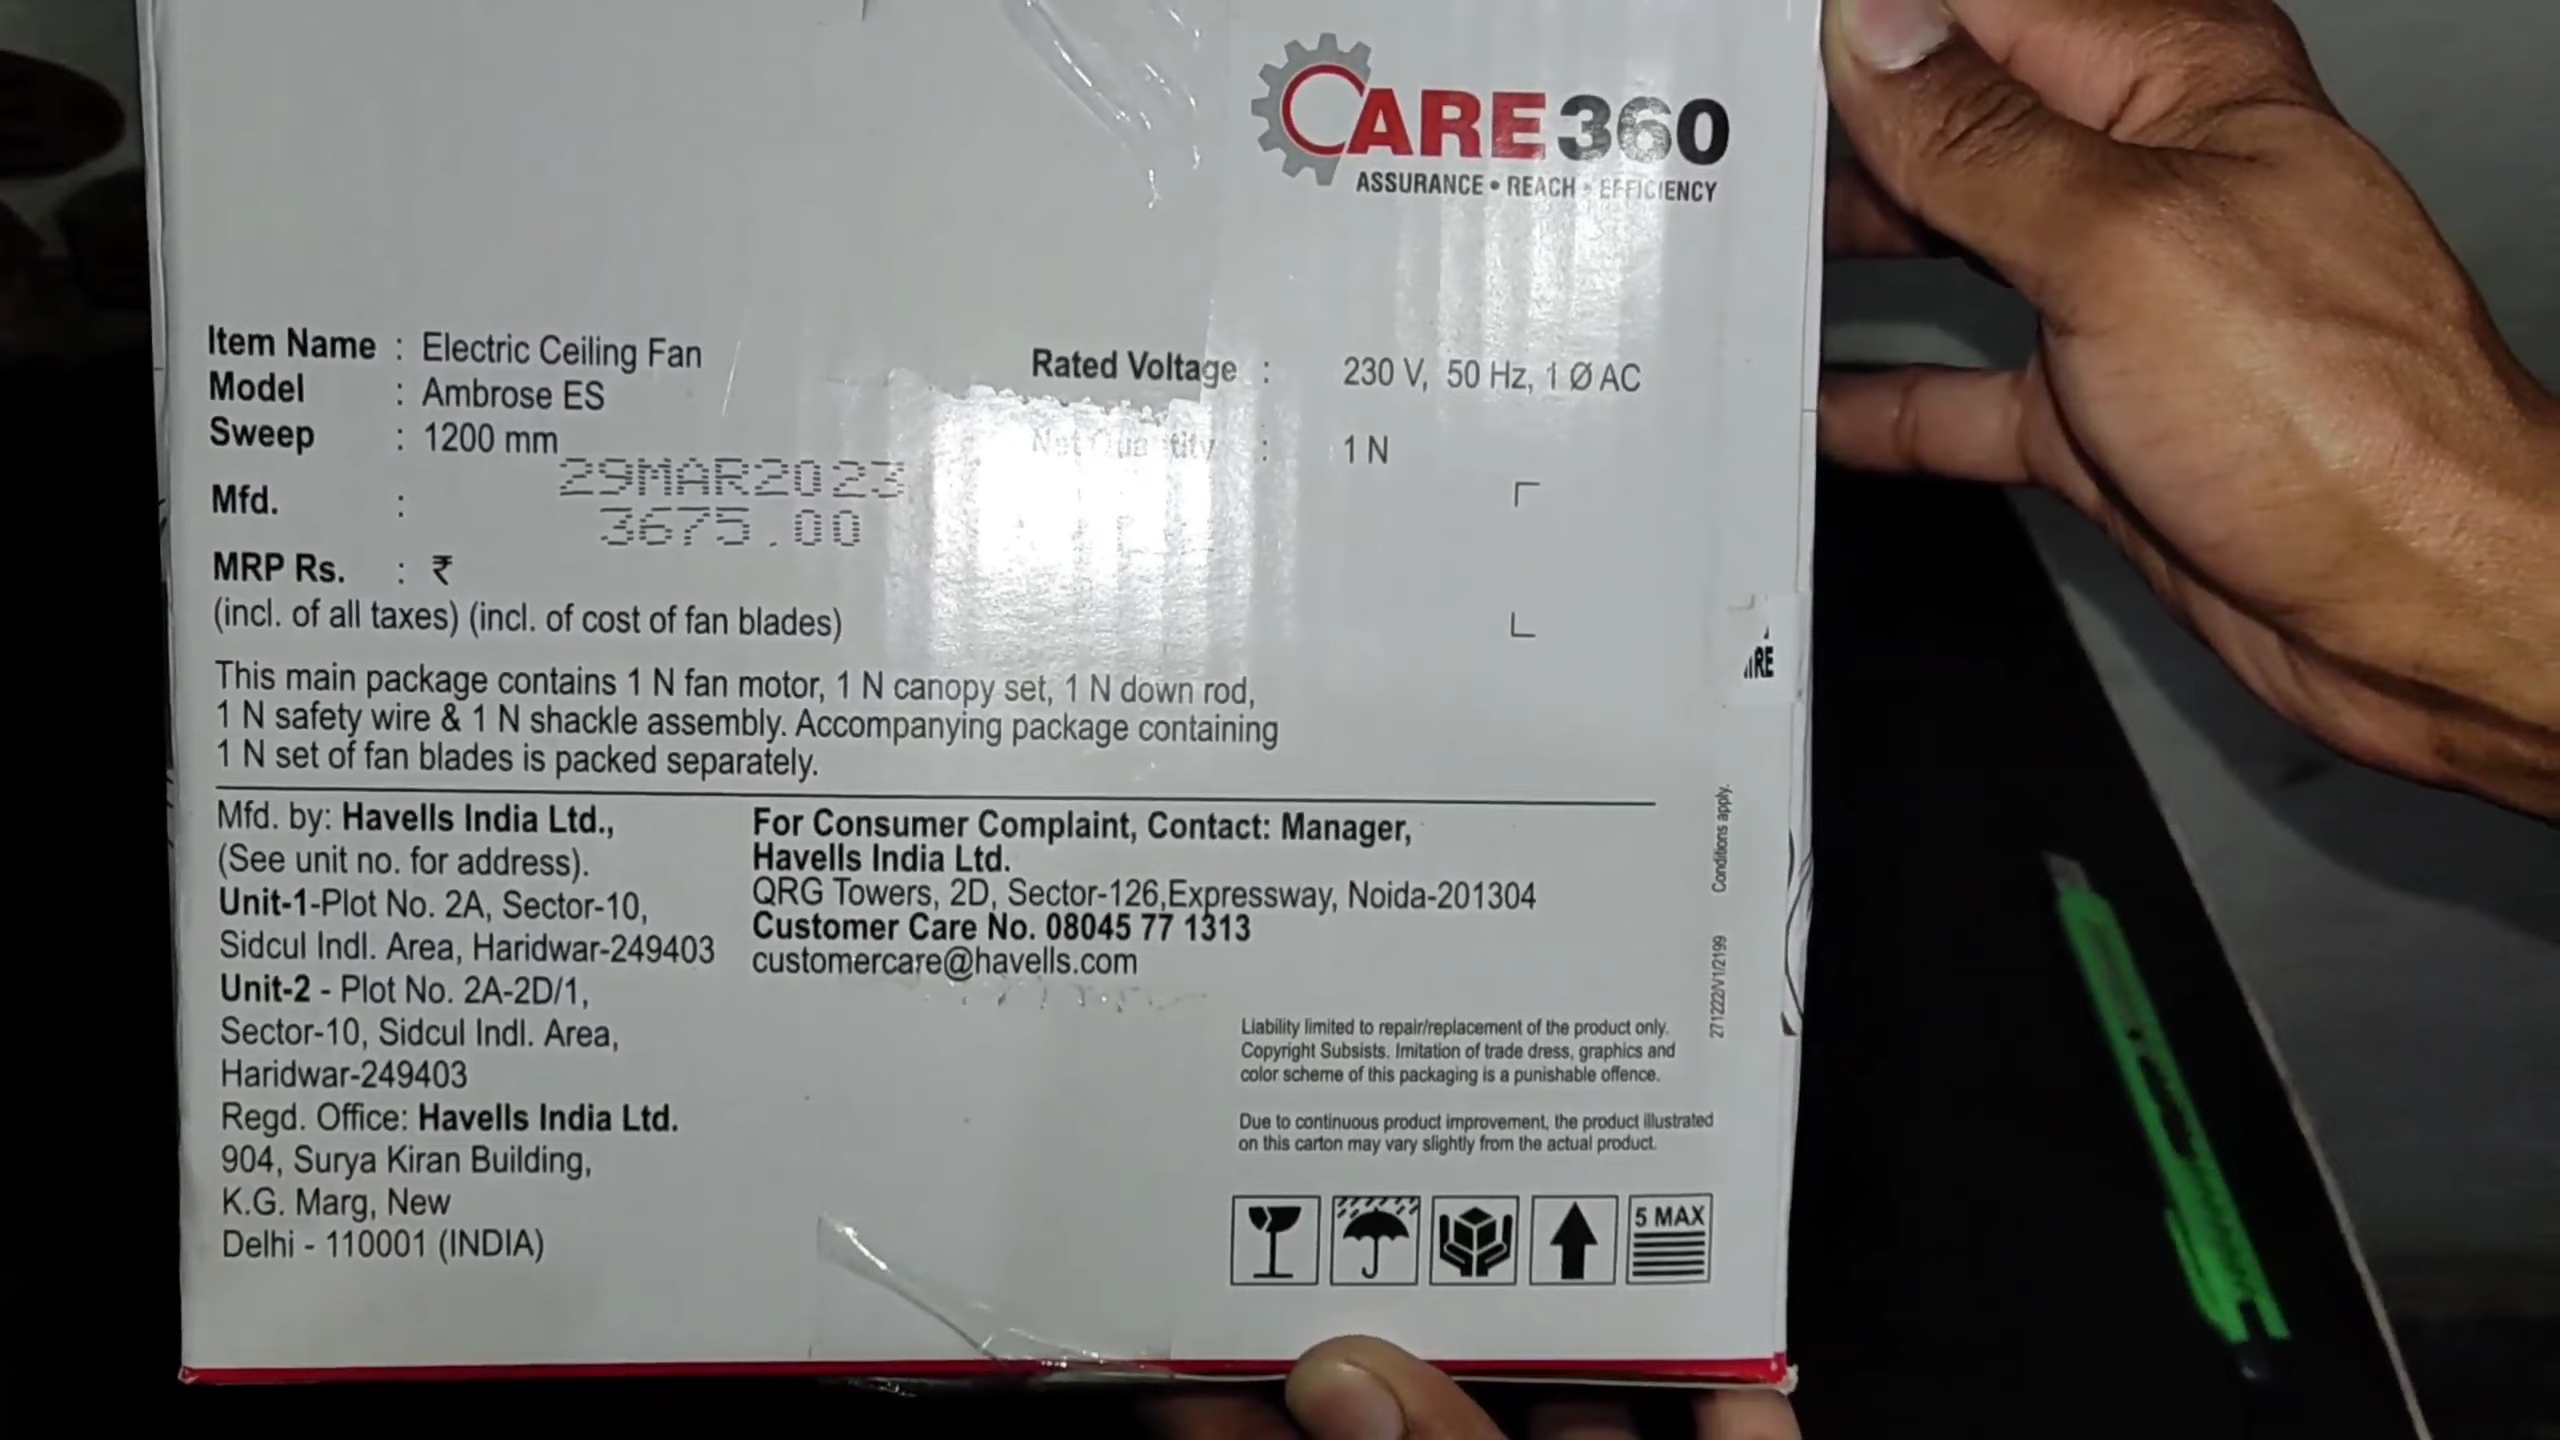 CARE 360
ASSURANCE • REACH • EFFICIENCY
Item Name : Electric Ceiling Fan
Model : Ambrose ES
Sweep : 1200 mm
Rated Voltage : 230 V, 50 Hz, 1 Ø AC
Net Quantity : 1 N
Mfd. : 29MAR2023
3675.00
MRP Rs. : ₹
(incl. of all taxes) (incl. of cost of fan blades)
This main package contains 1 N fan motor, 1 N canopy set, 1 N down rod,
1 N safety wire & 1 N shackle assembly. Accompanying package containing
1 N set of fan blades is packed separately.
Mfd. by: Havells India Ltd.,
(See unit no. for address).
Unit-1-Plot No. 2A, Sector-10,
Sidcul Indl. Area, Haridwar-249403
Unit-2 - Plot No. 2A-2D/1,
Sector-10, Sidcul Indl. Area,
Haridwar-249403
Regd. Office: Havells India Ltd.
904, Surya Kiran Building,
K.G. Marg, New
Delhi - 110001 (INDIA)
For Consumer Complaint, Contact: Manager,
Havells India Ltd.
QRG Towers, 2D, Sector-126,Expressway, Noida-201304
Customer Care No. 08045 77 1313
customercare@havells.com
Liability limited to repair/replacement of the product only.
Copyright Subsists. Imitation of trade dress, graphics and
color scheme of this packaging is a punishable offence.
Due to continuous product improvement, the product illustrated
on this carton may vary slightly from the actual product.
5 MAX
271222/V1/2199 Conditions apply.